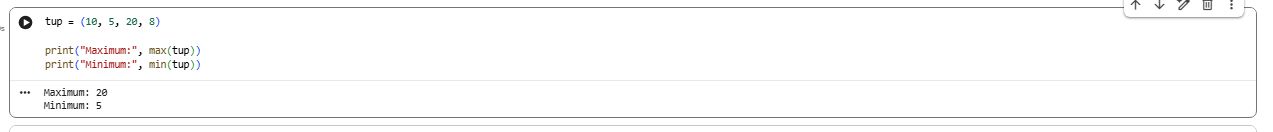 tup = (10, 5, 20, 8)
print("Maximum:", max(tup))
print("Minimum:", min(tup))
Maximum: 20
Minimum: 5